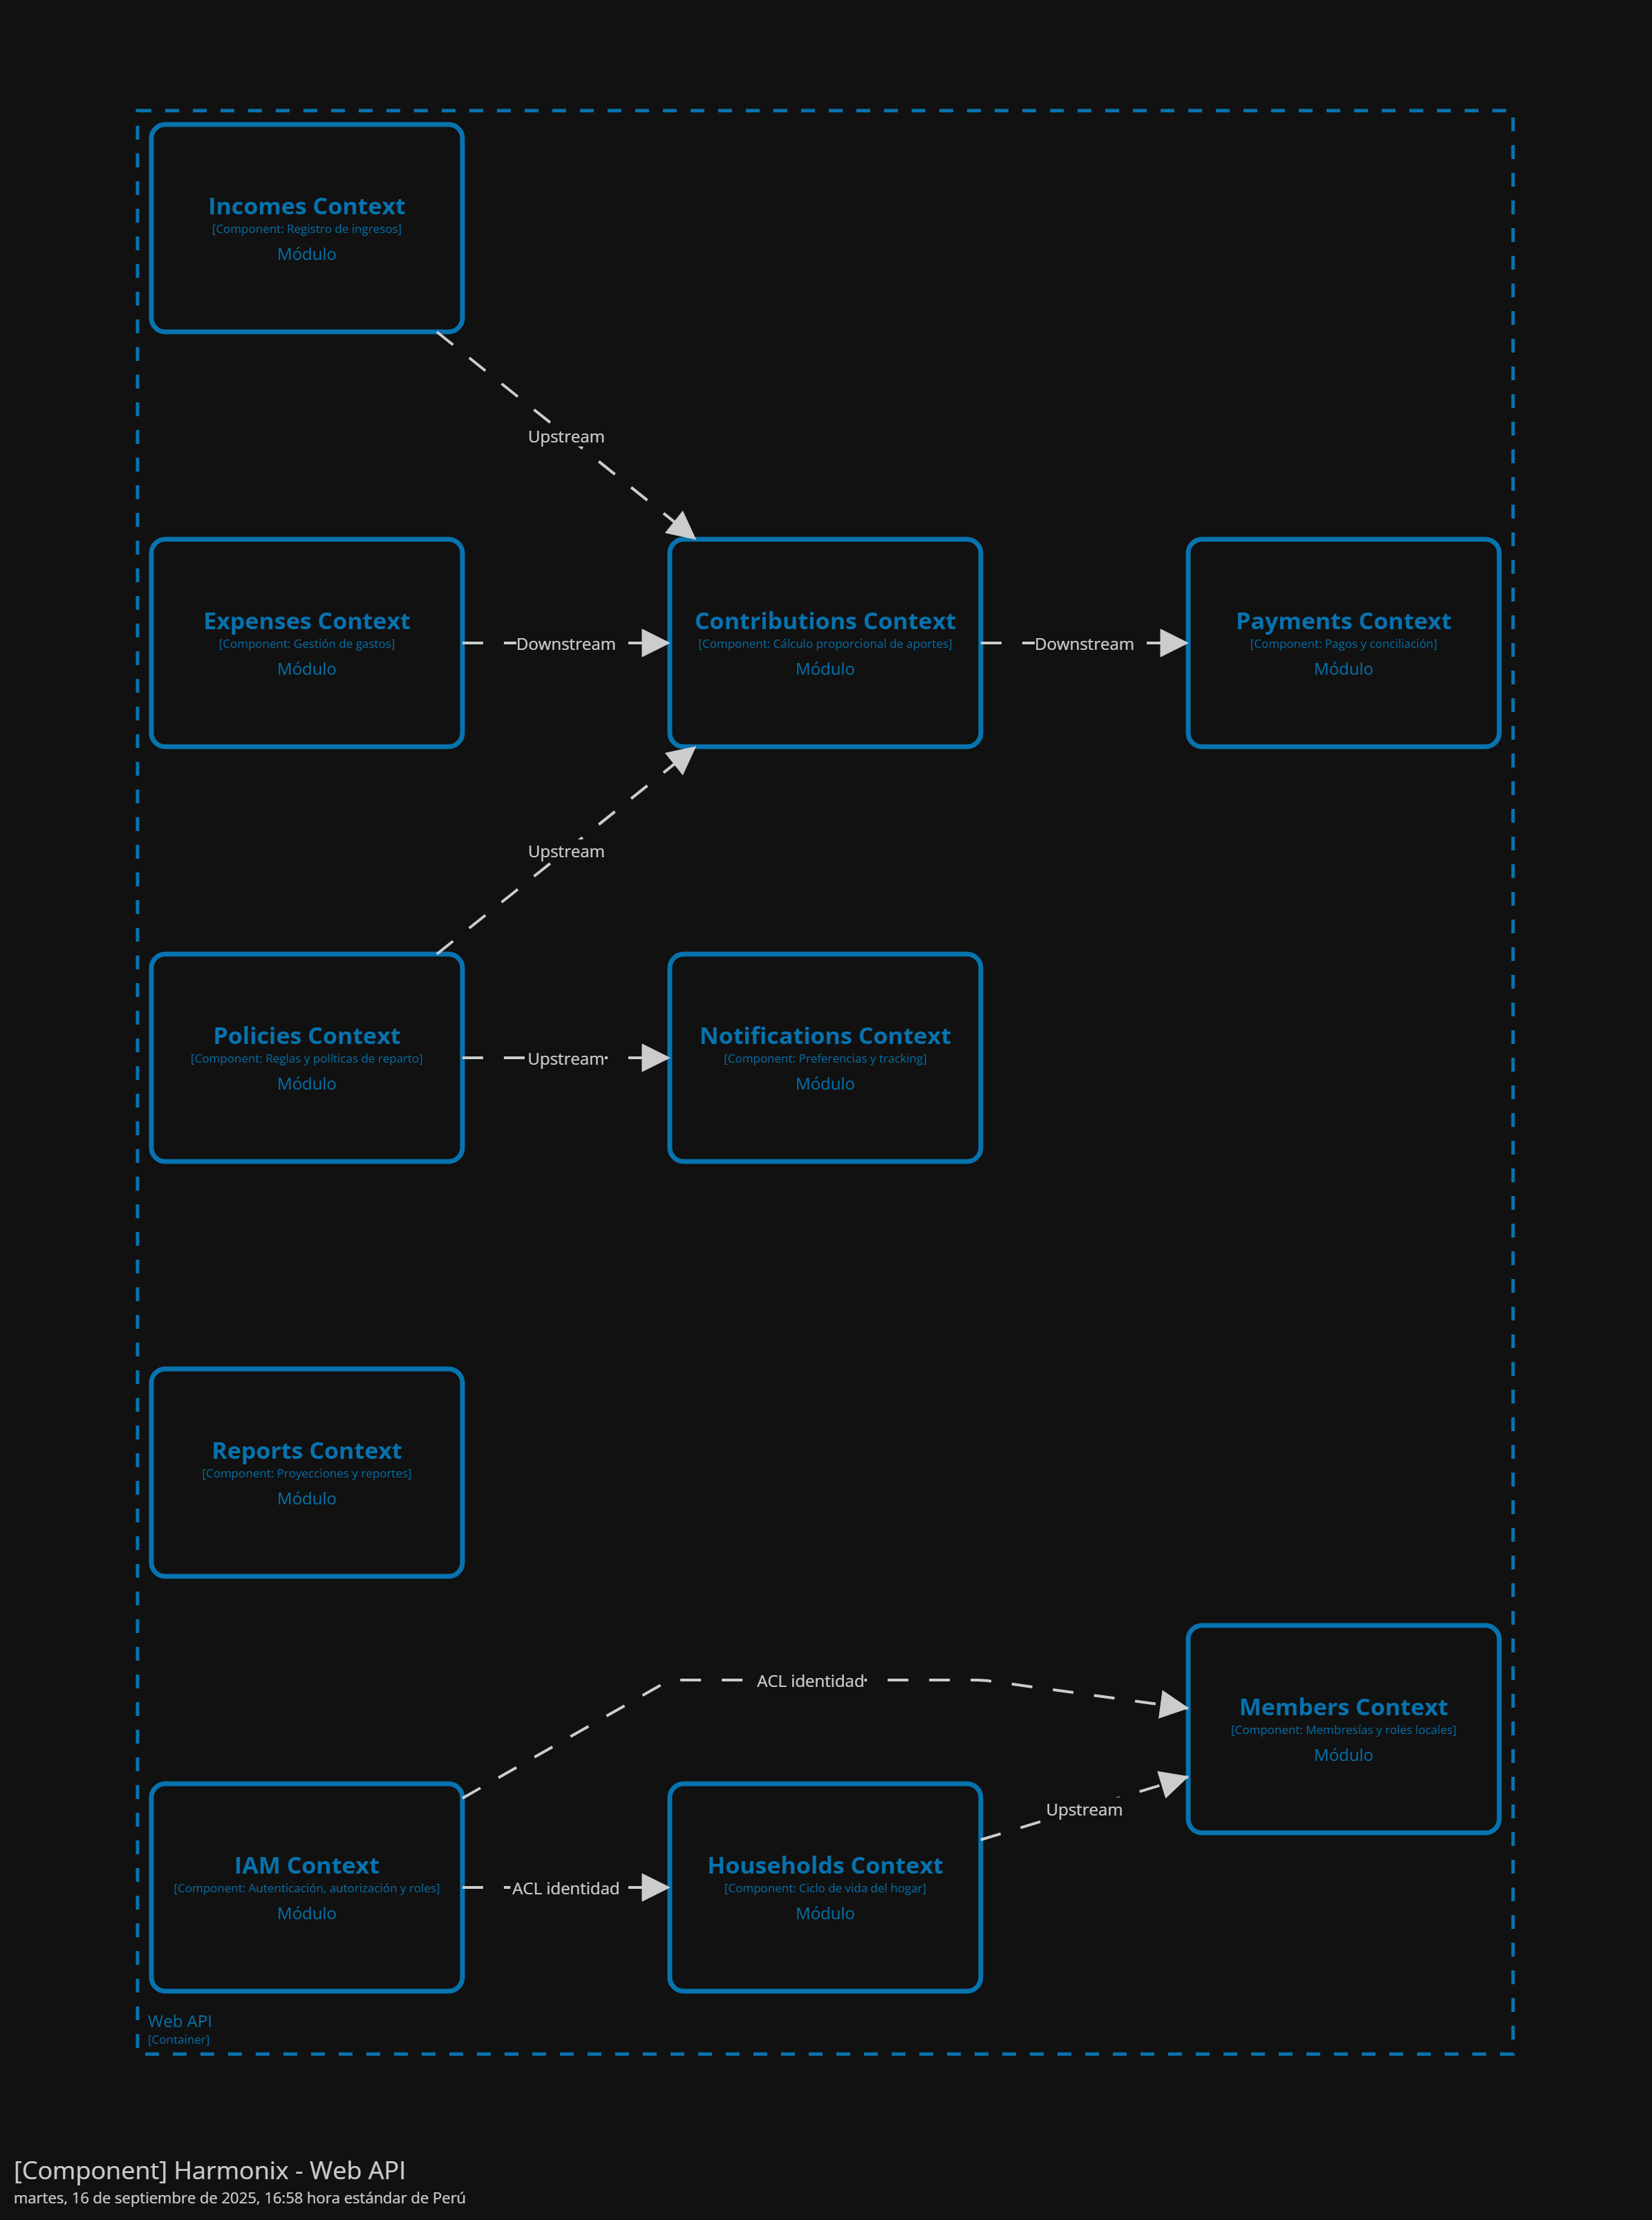 Incomes Context
[Component: Registro de ingresos]
Módulo
Upstream
Expenses Context
[Component: Gestión de gastos]
Módulo
Downstream
Contributions Context
[Component: Cálculo proporcional de aportes]
Módulo
Downstream
Payments Context
[Component: Pagos y conciliación]
Módulo
Upstream
Policies Context
[Component: Reglas y políticas de reparto]
Módulo
Upstream
Notifications Context
[Component: Preferencias y tracking]
Módulo
Reports Context
[Component: Proyecciones y reportes]
Módulo
ACL identidad
Members Context
[Component: Membresías y roles locales]
Módulo
Upstream
IAM Context
[Component: Autenticación, autorización y roles]
Módulo
ACL identidad
Households Context
[Component: Ciclo de vida del hogar]
Módulo
Web API
[Container]
[Component] Harmonix - Web API
martes, 16 de septiembre de 2025, 16:58 hora estándar de Perú